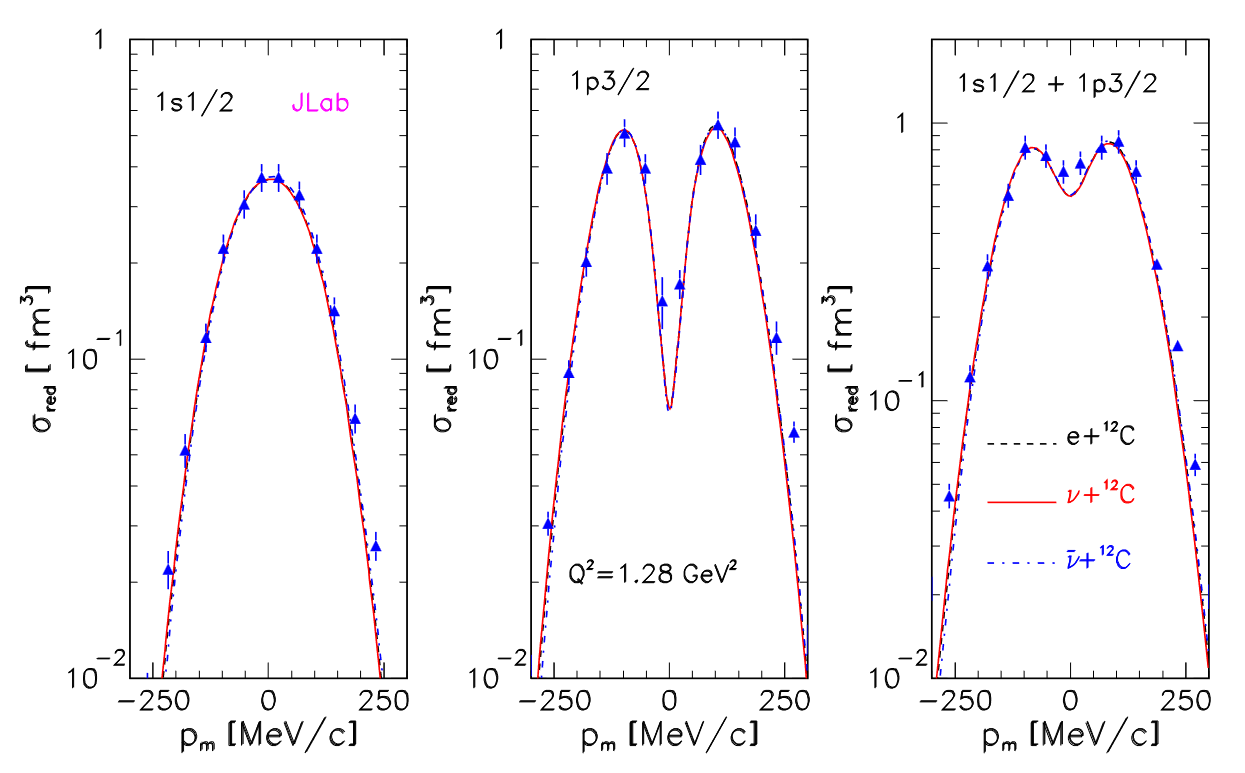 1s1/2 JLab
σred [ fm³]
1
10⁻¹
10⁻²
−250 0 250
pm [MeV/c]
1p3/2
σred [ fm³]
1
10⁻¹
10⁻²
Q²=1.28 GeV²
−250 0 250
pm [MeV/c]
1s1/2 + 1p3/2
σred [ fm³]
1
10⁻¹
10⁻²
e+¹²C
ν+¹²C
ν̄+¹²C
−250 0 250
pm [MeV/c]